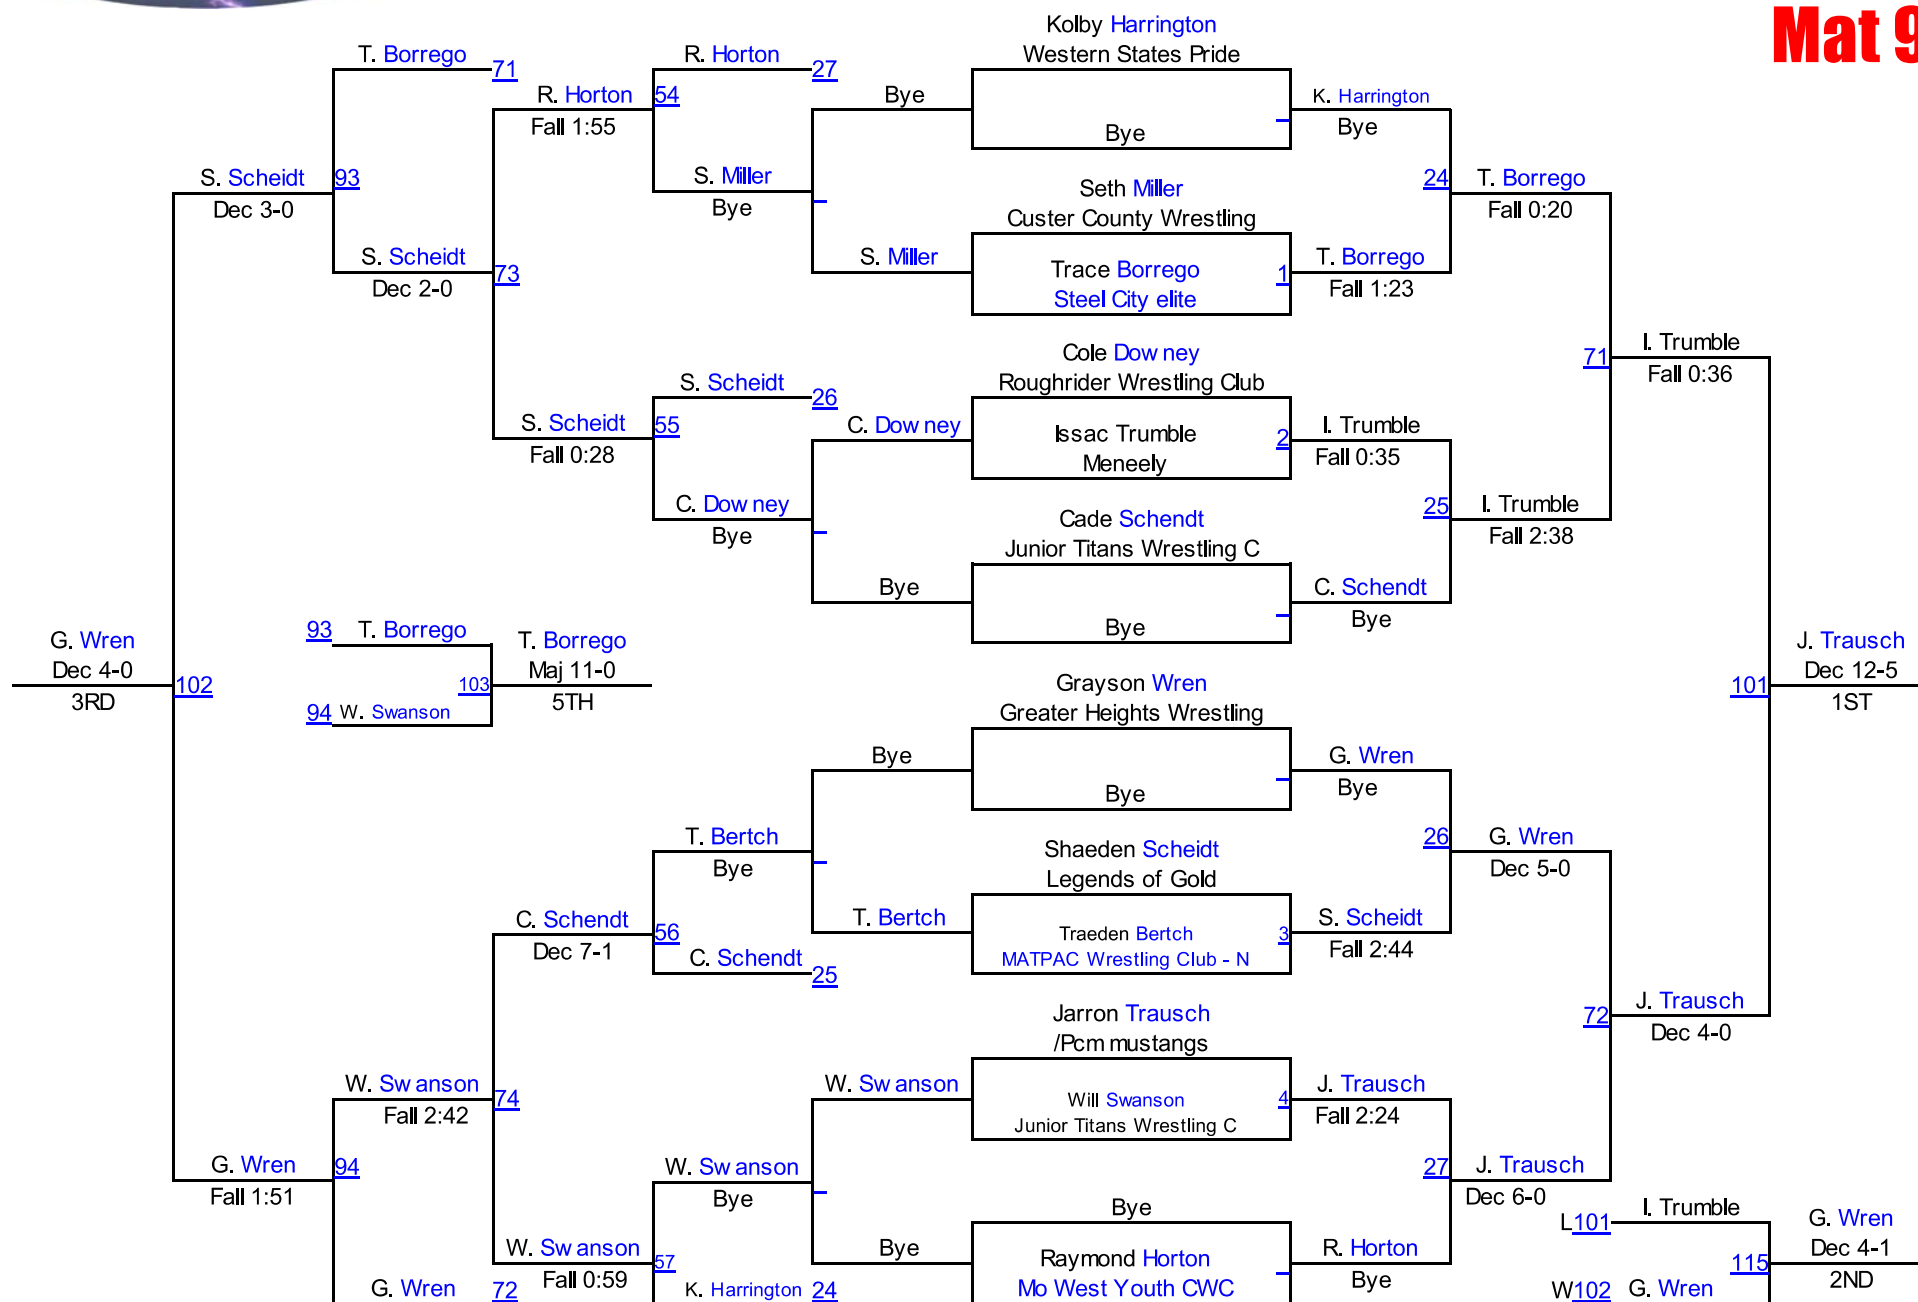 Mat 9
Kolby Harrington
Western States Pride
Bye
K. Harrington
Bye
Seth Miller
Custer County Wrestling
Trace Borrego
Steel City elite
1
T. Borrego
Fall 1:23
24
T. Borrego
Fall 0:20
Cole Downey
Roughrider Wrestling Club
Issac Trumble
Meneely
2
I. Trumble
Fall 0:35
Cade Schendt
Junior Titans Wrestling C
Bye
C. Schendt
Bye
25
I. Trumble
Fall 2:38
71
I. Trumble
Fall 0:36
Grayson Wren
Greater Heights Wrestling
Bye
G. Wren
Bye
Shaeden Scheidt
Legends of Gold
Traeden Bertch
MATPAC Wrestling Club - N
3
S. Scheidt
Fall 2:44
26
G. Wren
Dec 5-0
Jarron Trausch
/Pcm mustangs
Will Swanson
Junior Titans Wrestling C
4
J. Trausch
Fall 2:24
Bye
Raymond Horton
Mo West Youth CWC
R. Horton
Bye
27
J. Trausch
Dec 6-0
72
J. Trausch
Dec 4-0
101
J. Trausch
Dec 12-5
1ST
L101
I. Trumble
W102
G. Wren
115
G. Wren
Dec 4-1
2ND
T. Borrego
71
R. Horton
27
Bye
S. Miller
S. Miller
Bye
54
R. Horton
Fall 1:55
S. Scheidt
26
C. Downey
Bye
C. Downey
Bye
55
S. Scheidt
Fall 0:28
73
S. Scheidt
Dec 2-0
93
S. Scheidt
Dec 3-0
93
T. Borrego
94
W. Swanson
103
T. Borrego
Maj 11-0
5TH
Bye
T. Bertch
T. Bertch
Bye
C. Schendt
25
56
C. Schendt
Dec 7-1
W. Swanson
Bye
W. Swanson
Bye
K. Harrington
24
57
W. Swanson
Fall 0:59
74
W. Swanson
Fall 2:42
G. Wren
72
94
G. Wren
Fall 1:51
102
G. Wren
Dec 4-0
3RD